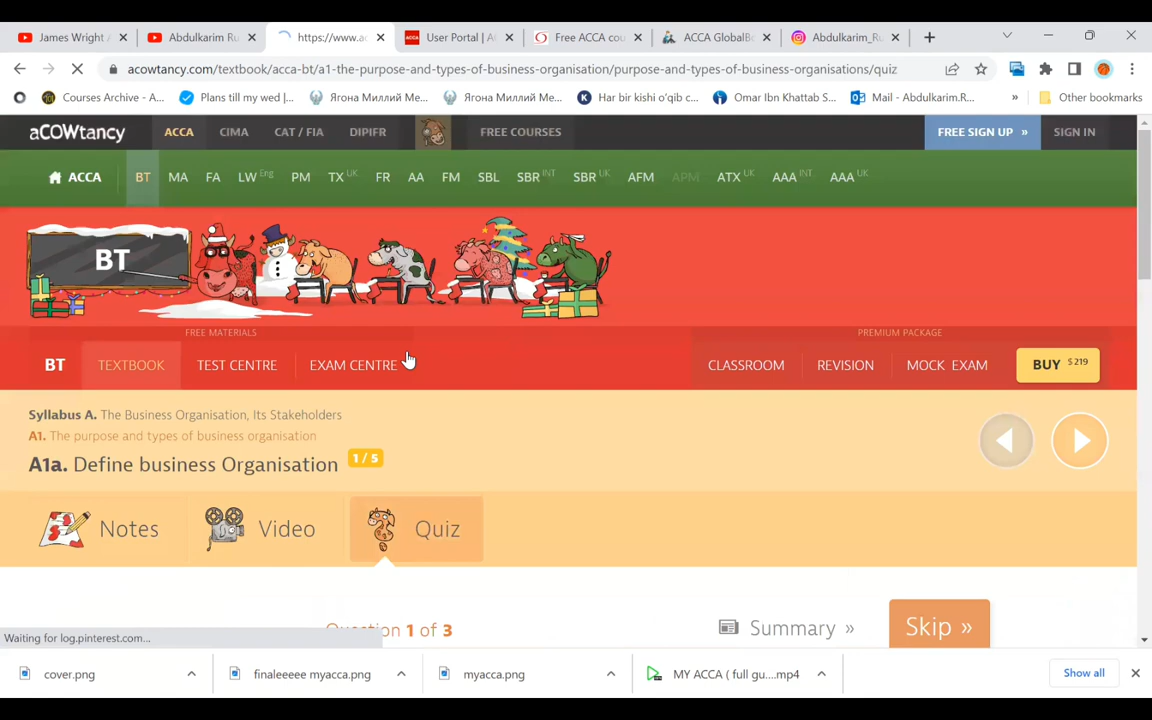 James Wright
Abdulkarim Ru
https://www.ac
User Portal | A
Free ACCA cou
ACCA GlobalBo
Abdulkarim_Ru
acowtancy.com/textbook/acca-bt/a1-the-purpose-and-types-of-business-organisation/purpose-and-types-of-business-organisations/quiz
Courses Archive - A...
Plans till my wed |...
Ягона Миллий Ме...
Ягона Миллий Ме...
Har bir kishi o'qib c...
Omar Ibn Khattab S...
Mail - Abdulkarim.R...
»
Other bookmarks
aCOWtancy
ACCA
CIMA
CAT / FIA
DIPIFR
FREE COURSES
FREE SIGN UP »
SIGN IN
ACCA
BT
MA
FA
LW Eng
PM
TX UK
FR
AA
FM
SBL
SBR INT
SBR UK
AFM
APM
ATX UK
AAA INT
AAA UK
BT
FREE MATERIALS
PREMIUM PACKAGE
BT
TEXTBOOK
TEST CENTRE
EXAM CENTRE
CLASSROOM
REVISION
MOCK EXAM
BUY $219
Syllabus A. The Business Organisation, Its Stakeholders
A1. The purpose and types of business organisation
A1a. Define business Organisation 1 / 5
Notes
Video
Quiz
Question 1 of 3
Summary »
Skip »
Waiting for log.pinterest.com...
cover.png
finaleeeee myacca.png
myacca.png
MY ACCA ( full gu....mp4
Show all